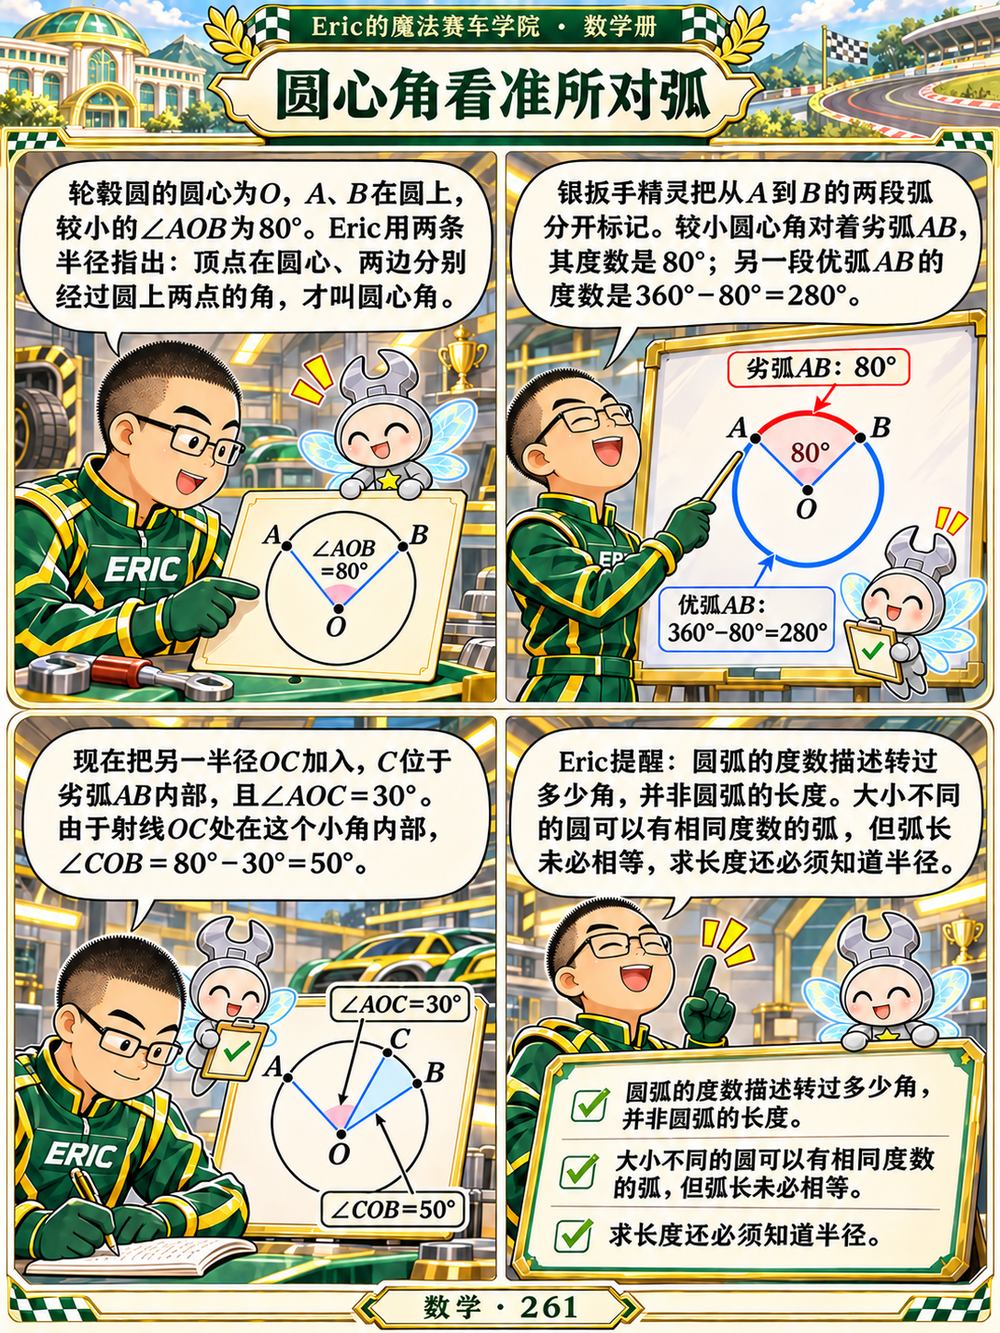 Eric的魔法赛车学院 · 数学册
圆心角看准所对弧
轮毂圆的圆心为O，A、B在圆上，
较小的∠AOB为80°。Eric用两条
半径指出：顶点在圆心、两边分别
经过圆上两点的角，才叫圆心角。
A
B
∠AOB
=80°
O
ERIC
银扳手精灵把从A到B的两段弧
分开标记。较小圆心角对着劣弧AB，
其度数是80°；另一段优弧AB的
度数是360°−80°=280°。
劣弧AB：80°
A
B
80°
O
优弧AB：
360°−80°=280°
现在把另一半径OC加入，C位于
劣弧AB内部，且∠AOC=30°。
由于射线OC处在这个小角内部，
∠COB=80°−30°=50°。
∠AOC=30°
C
A
B
O
∠COB=50°
ERIC
Eric提醒：圆弧的度数描述转过
多少角，并非圆弧的长度。大小不同
的圆可以有相同度数的弧，但弧长
未必相等，求长度还必须知道半径。
圆弧的度数描述转过多少角，
并非圆弧的长度。
大小不同的圆可以有相同度数
的弧，但弧长未必相等。
求长度还必须知道半径。
数学 · 261